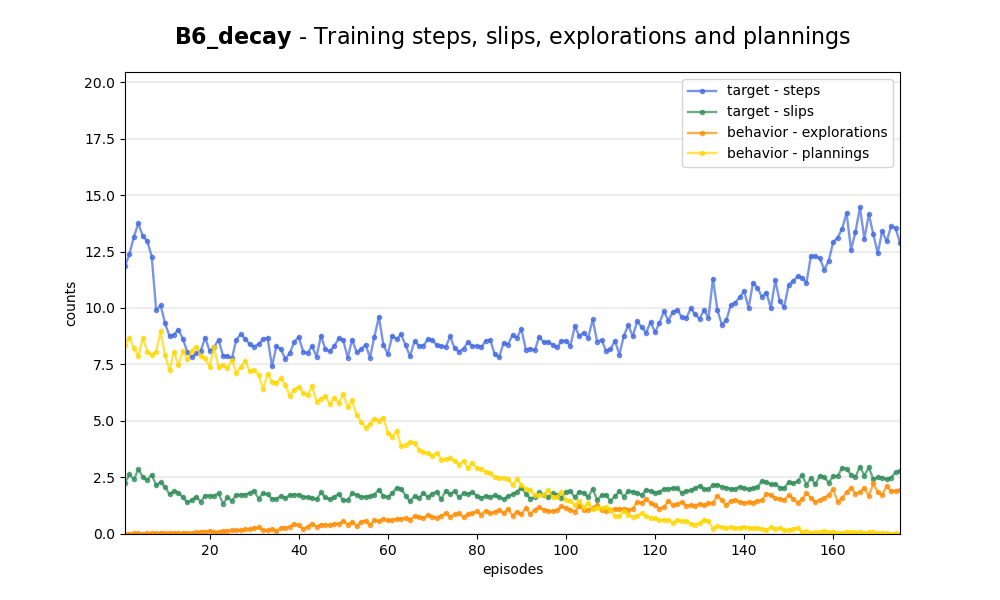 B6_decay - Training steps, slips, explorations and plannings
20.0
17.5
15.0
12.5
10.0
7.5
5.0
2.5
0.0
counts
target - steps
target - slips
behavior - explorations
behavior - plannings
20 40 60 80 100 120 140 160
episodes